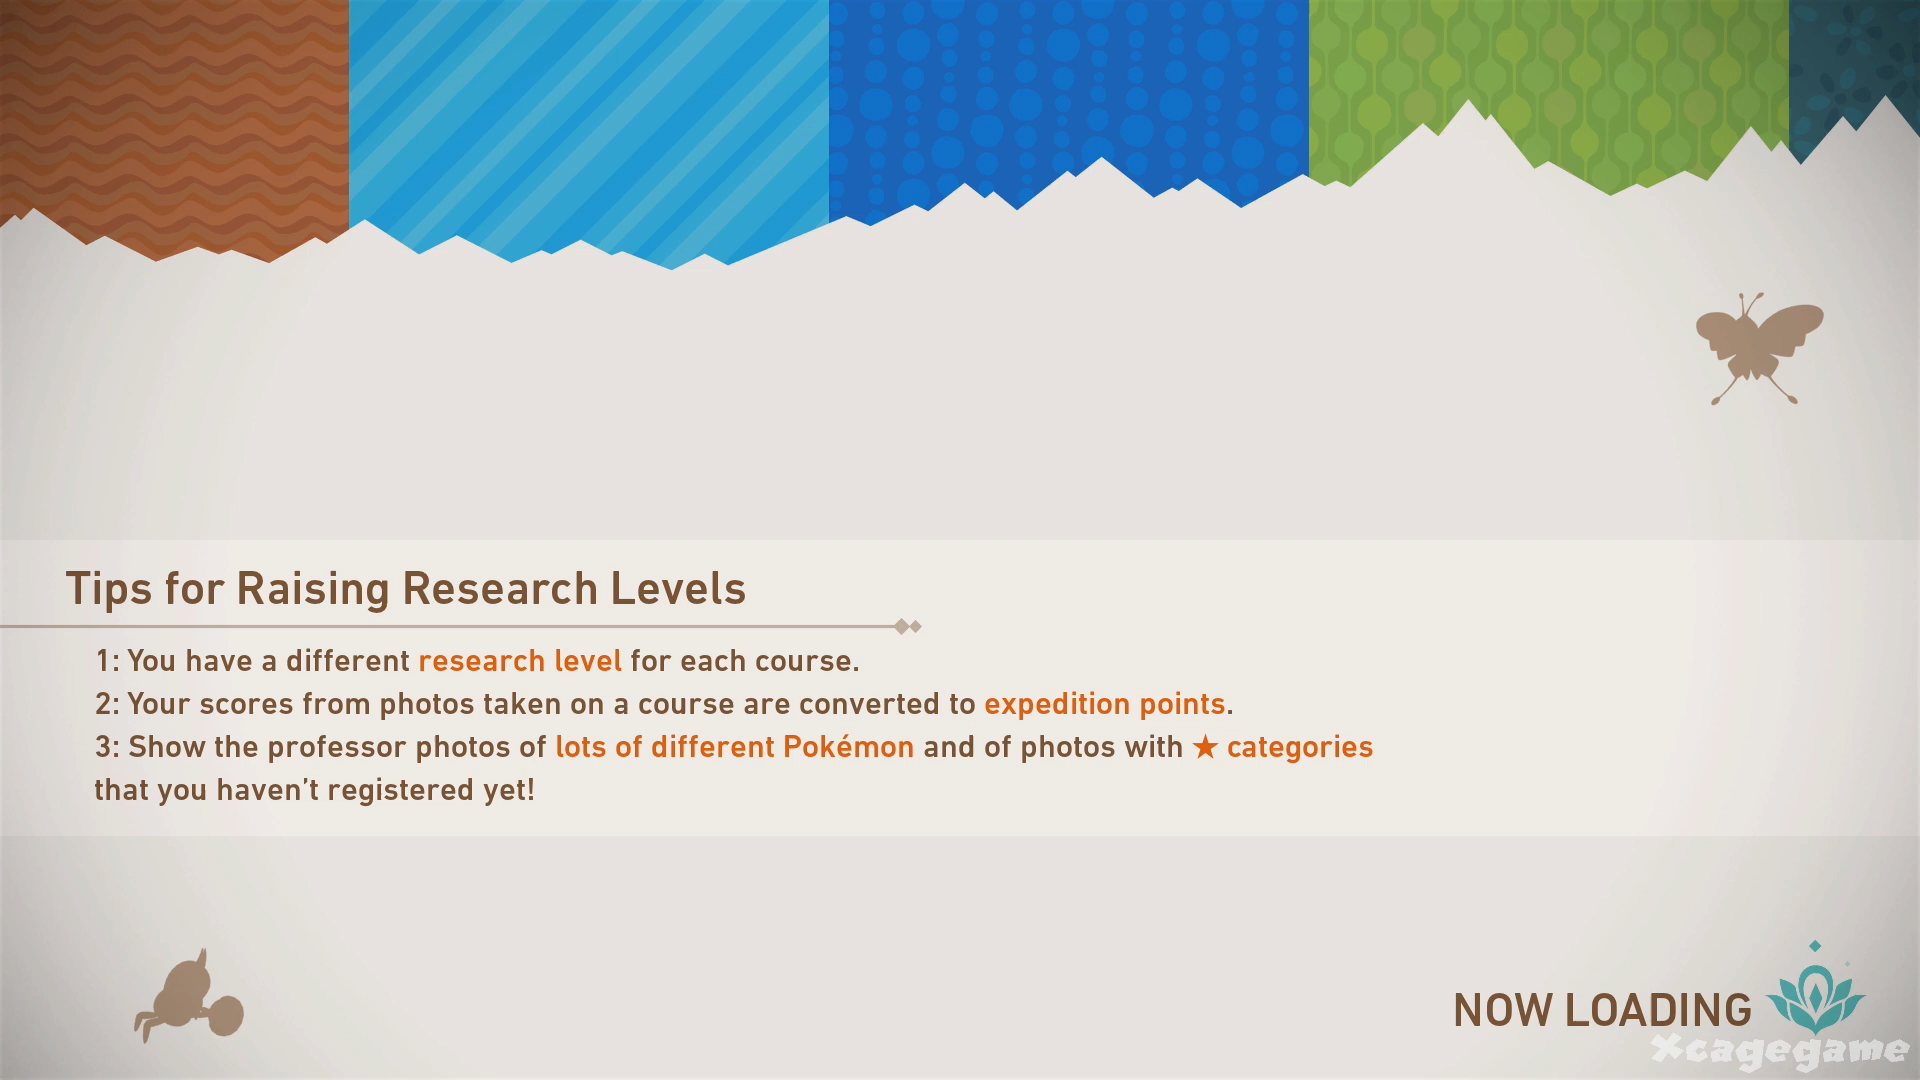 Tips for Raising Research Levels
1: You have a different research level for each course.
2: Your scores from photos taken on a course are converted to expedition points.
3: Show the professor photos of lots of different Pokémon and of photos with ★ categories
that you haven’t registered yet!
NOW LOADING
Xcagegame